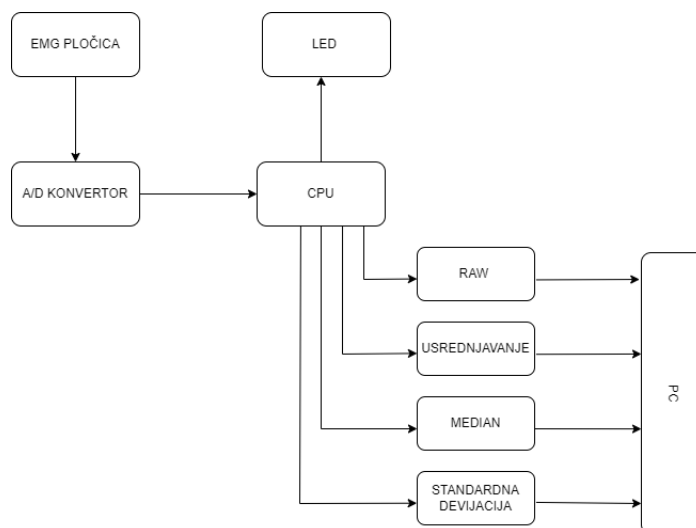 EMG PLOČICA
LED
A/D KONVERTOR
CPU
RAW
USREDNJAVANJE
MEDIAN
STANDARDNA
DEVIJACIJA
PC